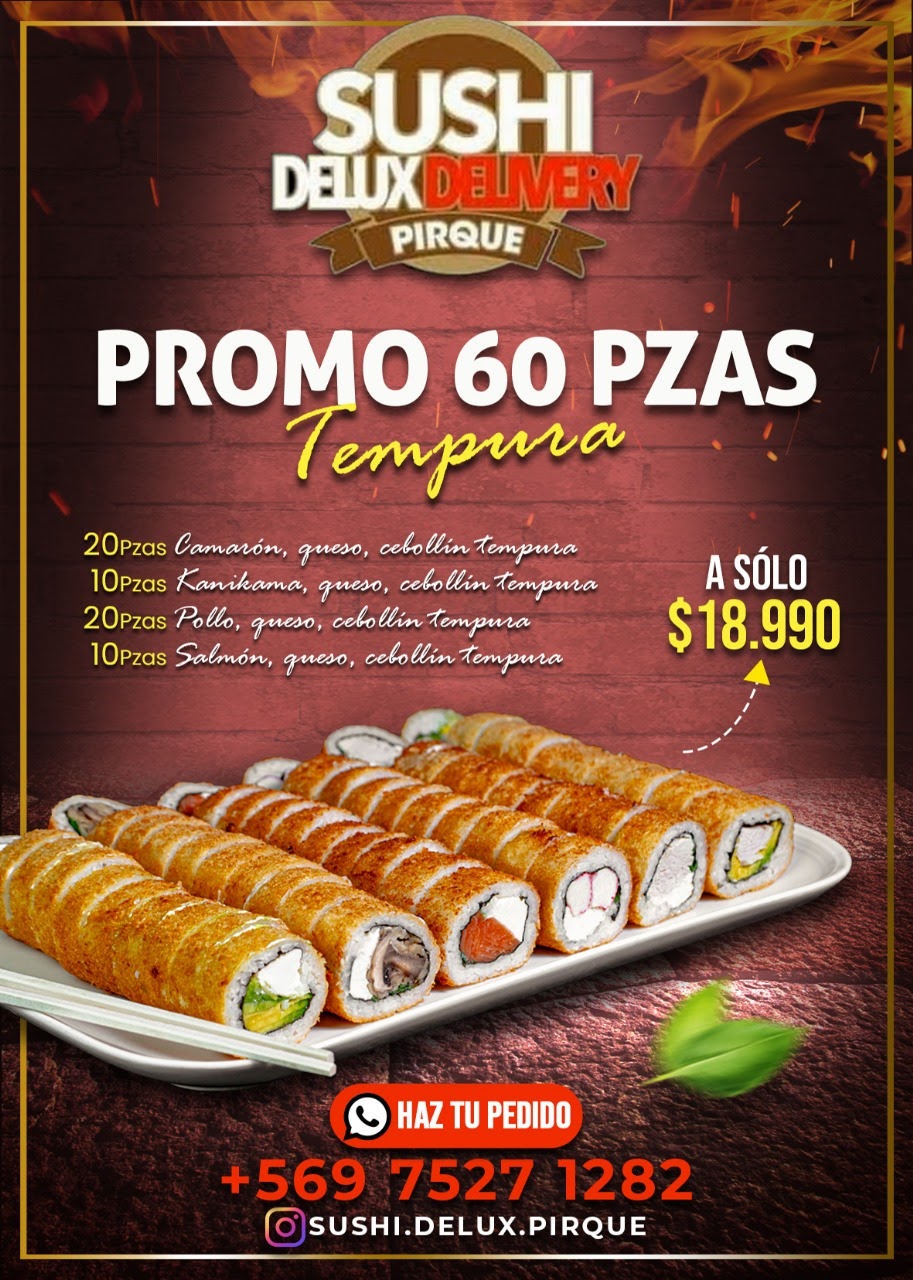 SUSHI
DELUX DELIVERY
PIRQUE
PROMO 60 PZAS
Tempura
20Pzas Camarón, queso, cebollín tempura
10Pzas Kanikama, queso, cebollín tempura
20Pzas Pollo, queso, cebollín tempura
10Pzas Salmón, queso, cebollín tempura
A SÓLO
$18.990
HAZ TU PEDIDO
+569 7527 1282
SUSHI.DELUX.PIRQUE